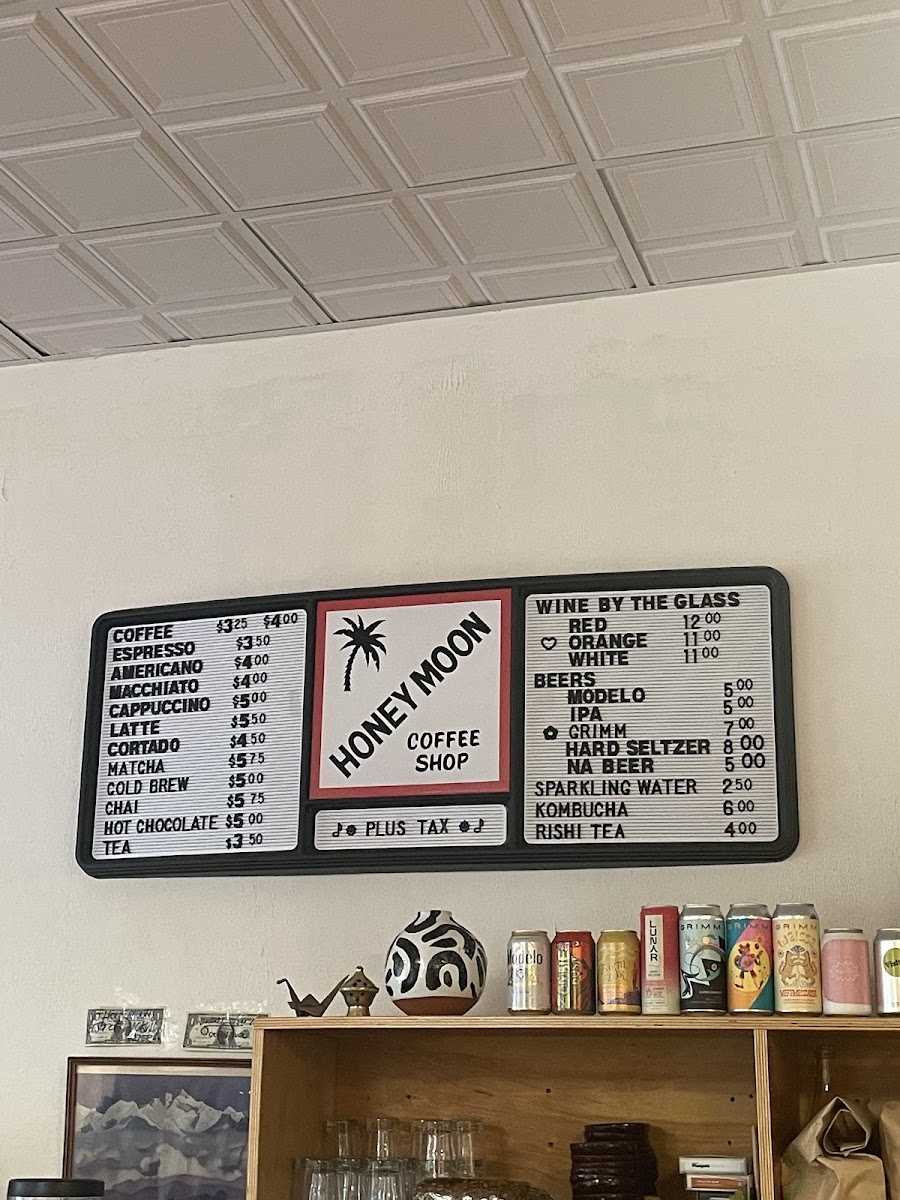 COFFEE $3 25 $4 00
ESPRESSO $3 50
AMERICANO $4 00
MACCHIATO $4 00
CAPPUCCINO $5 00
LATTE $5 50
CORTADO $4 50
MATCHA $5 75
COLD BREW $5 00
CHAI $5 75
HOT CHOCOLATE $5 00
TEA $3 50
HONEY MOON
COFFEE
SHOP
PLUS TAX
WINE BY THE GLASS
RED 12 00
ORANGE 11 00
WHITE 11 00
BEERS
MODELO 5 00
IPA 5 00
GRIMM 7 00
HARD SELTZER 8 00
NA BEER 5 00
SPARKLING WATER 2 50
KOMBUCHA 6 00
RISHI TEA 4 00
Modelo
LUNAR
GRIMM
GRIMM
GRIMM